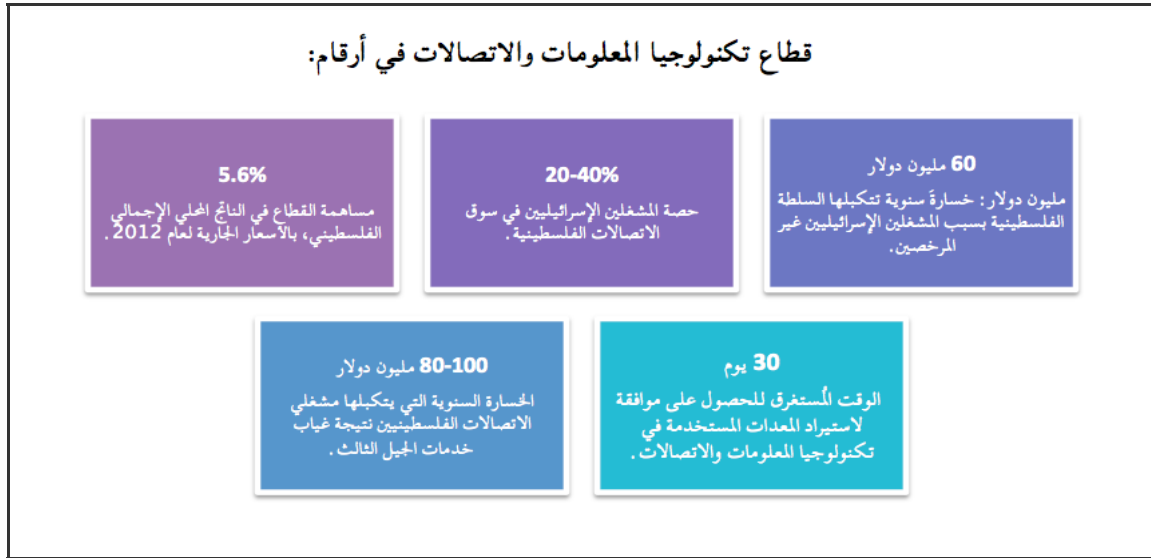 قطاع تكنولوجيا المعلومات والاتصالات في أرقام:
60 مليون دولار
مليون دولار: خسارةَ سنوية تتكبلها السلطة
الفلسطينية بسبب المشغلين الإسرائيليين غير
المرخصين.
20-40%
حصة المشغلين الإسرائيليين في سوق
الاتصالات الفلسطينية.
5.6%
مساهمة القطاع في الناتج المحلي الإجمالي
الفلسطيني، بالأسعار الجارية لعام 2012.
30 يوم
الوقت المُستغرق للحصول على موافقة
لاستيراد المعدات المستخدمة في
تكنولوجيا المعلومات والاتصالات.
80-100 مليون دولار
الخسارة السنوية التي يتكبلها مشغلي
الاتصالات الفلسطينيين نتيجة غياب
خدمات الجيل الثالث.